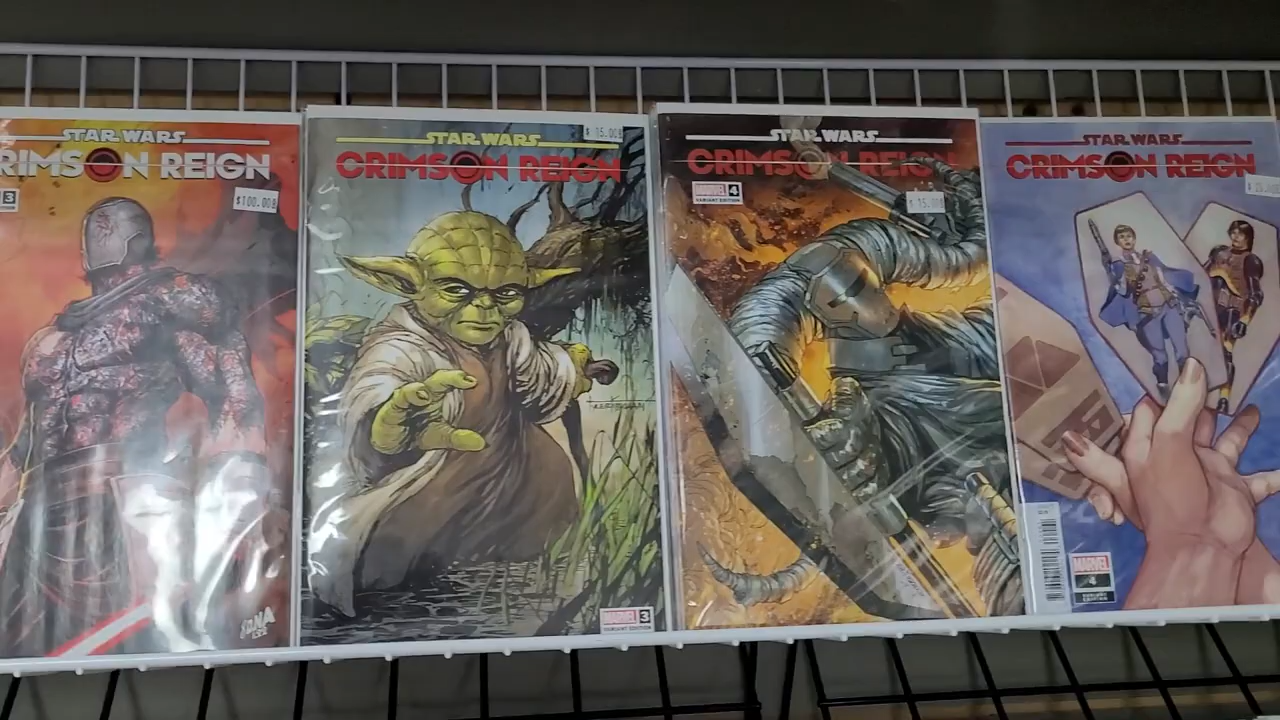 STAR WARS
CRIMSON REIGN
3
$100.00
DANA
STAR WARS
$ 15.00
CRIMSON REIGN
MARVEL 3
VARIANT EDITION
STAR WARS
CRIMSON REIGN
MARVEL 4
VARIANT EDITION
$ 15.00
STAR WARS
CRIMSON REIGN
MARVEL
4
VARIANT
EDITION